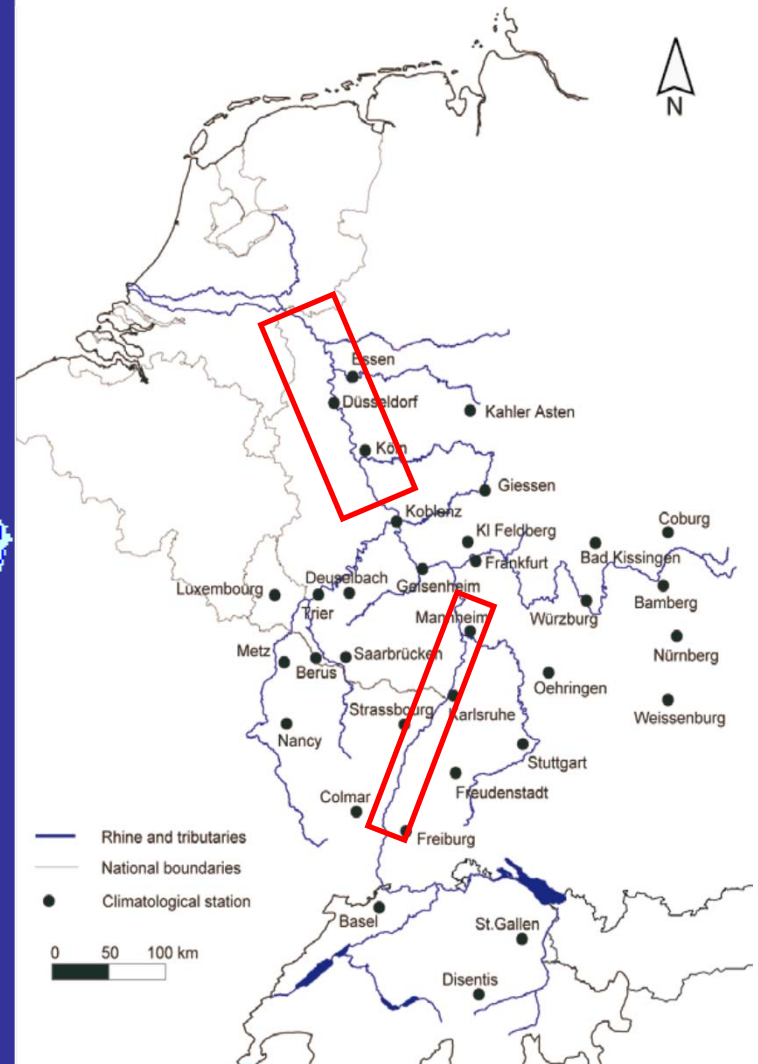 N
Essen
Düsseldorf
Kahler Asten
Köln
Giessen
Koblenz
Coburg
Kl Feldberg
Bad Kissingen
Frankfurt
Deuselbach
Geisenheim
Luxembourg
Trier
Bamberg
Würzburg
Mannheim
Nürnberg
Metz
Saarbrücken
Berus
Oehringen
Strassbourg
Karlsruhe
Weissenburg
Nancy
Stuttgart
Freudenstadt
Colmar
Freiburg
Rhine and tributaries
National boundaries
Climatological station
Basel
St.Gallen
0 50 100 km
Disentis